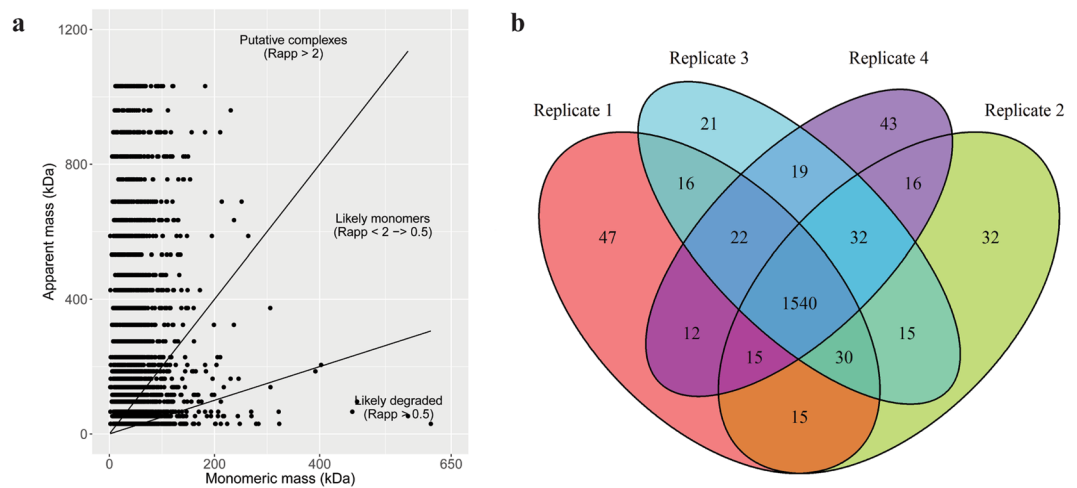 a
1200
800
400
0
Apparent mass (kDa)
Putative complexes
(Rapp > 2)
Likely monomers
(Rapp < 2 −> 0.5)
Likely degraded
(Rapp > 0.5)
0
200
400
650
Monomeric mass (kDa)
b
Replicate 3
Replicate 4
Replicate 1
Replicate 2
21
43
19
16
16
47
22
32
32
1540
12
15
15
30
15